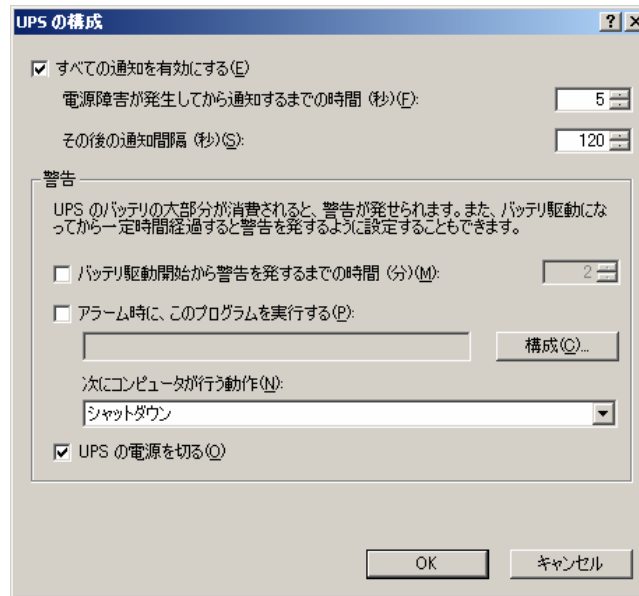 UPS の構成
すべての通知を有効にする(E)
電源障害が発生してから通知するまでの時間 (秒)(F):
5
その後の通知間隔 (秒)(S):
120
警告
UPS のバッテリの大部分が消費されると、警告が発せられます。また、バッテリ駆動にな
ってから一定時間経過すると警告を発するように設定することもできます。
バッテリ駆動開始から警告を発するまでの時間 (分)(M):
2
アラーム時に、このプログラムを実行する(P):
構成(C)...
次にコンピュータが行う動作(N):
シャットダウン
UPS の電源を切る(O)
OK
キャンセル